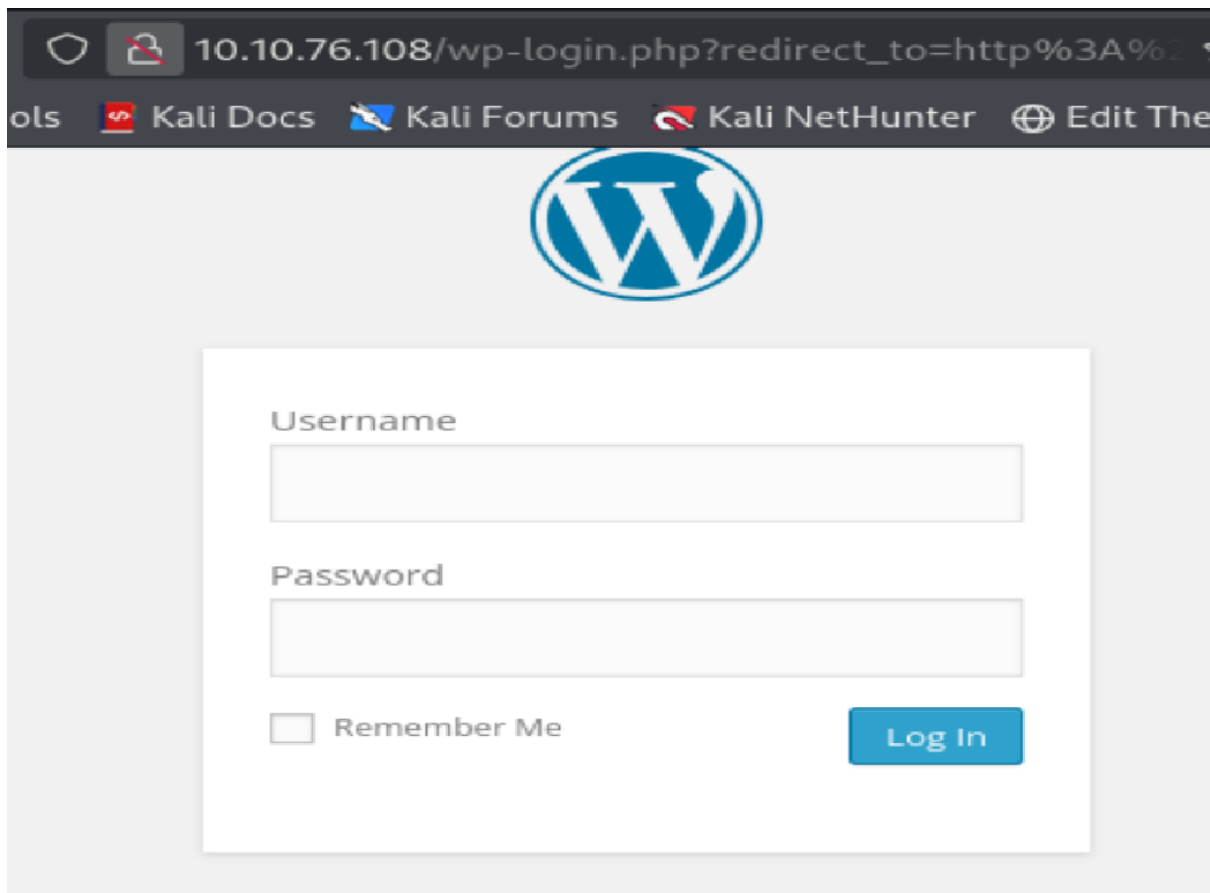 10.10.76.108/wp-login.php?redirect_to=http%3A%2
ols Kali Docs Kali Forums Kali NetHunter Edit The
Username
Password
Remember Me
Log In